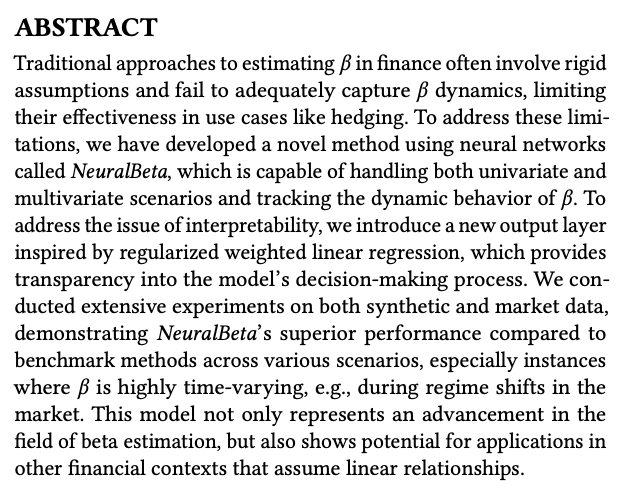 ABSTRACT
Traditional approaches to estimating β in finance often involve rigid
assumptions and fail to adequately capture β dynamics, limiting
their effectiveness in use cases like hedging. To address these limi-
tations, we have developed a novel method using neural networks
called NeuralBeta, which is capable of handling both univariate and
multivariate scenarios and tracking the dynamic behavior of β. To
address the issue of interpretability, we introduce a new output layer
inspired by regularized weighted linear regression, which provides
transparency into the model's decision-making process. We con-
ducted extensive experiments on both synthetic and market data,
demonstrating NeuralBeta's superior performance compared to
benchmark methods across various scenarios, especially instances
where β is highly time-varying, e.g., during regime shifts in the
market. This model not only represents an advancement in the
field of beta estimation, but also shows potential for applications in
other financial contexts that assume linear relationships.